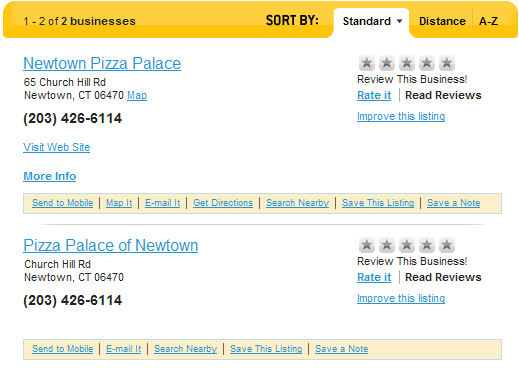 1 - 2 of 2 businesses SORT BY: Standard Distance A-Z
Newtown Pizza Palace
65 Church Hill Rd
Newtown, CT 06470 Map
(203) 426-6114
Visit Web Site
More Info
Review This Business!
Rate it Read Reviews
Improve this listing
Send to Mobile Map It E-mail It Get Directions Search Nearby Save This Listing Save a Note
Pizza Palace of Newtown
Church Hill Rd
Newtown, CT 06470
(203) 426-6114
Review This Business!
Rate it Read Reviews
Improve this listing
Send to Mobile E-mail It Search Nearby Save This Listing Save a Note